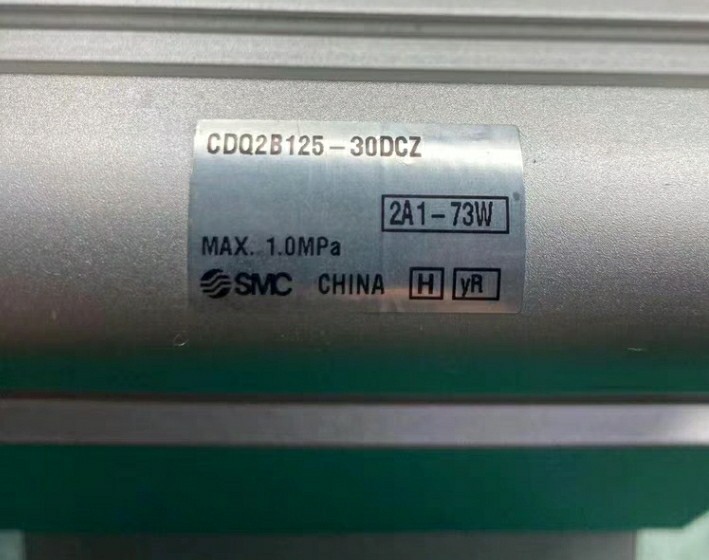 CDQ2B125-30DCZ
2A1-73W
MAX. 1.0MPa
SMC CHINA H yR